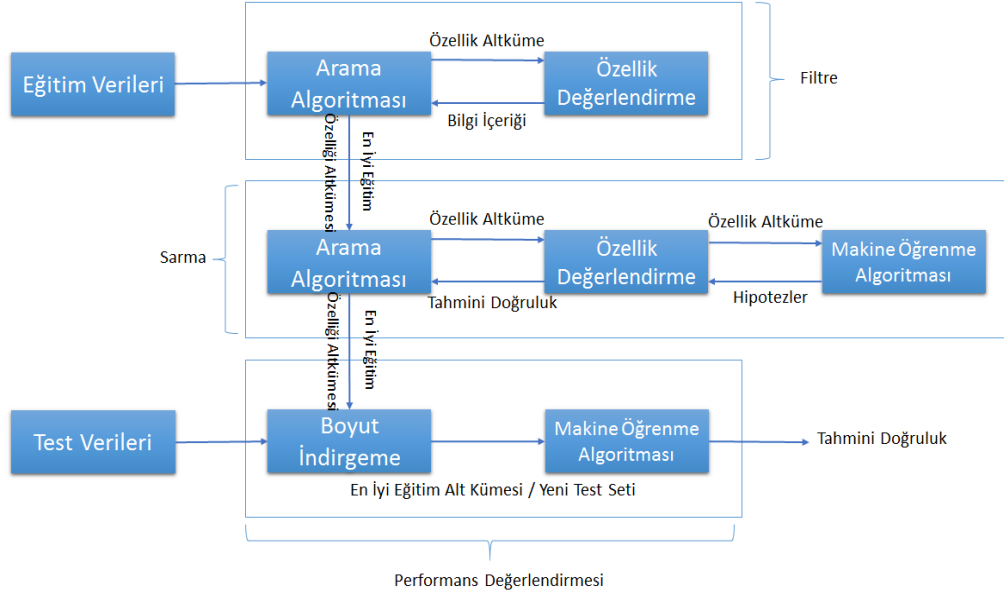 Özellik Altküme
Eğitim Verileri
Arama
Algoritması
Özellik
Değerlendirme
Filtre
Bilgi İçeriği
En İyi Eğitim
Özelliği Altkümesi
Özellik Altküme
Özellik Altküme
Sarma
Arama
Algoritması
Özellik
Değerlendirme
Makine Öğrenme
Algoritması
Tahmini Doğruluk
Hipotezler
En İyi Eğitim
Özelliği Altkümesi
Test Verileri
Boyut
İndirgeme
Makine Öğrenme
Algoritması
Tahmini Doğruluk
En İyi Eğitim Alt Kümesi / Yeni Test Seti
Performans Değerlendirmesi